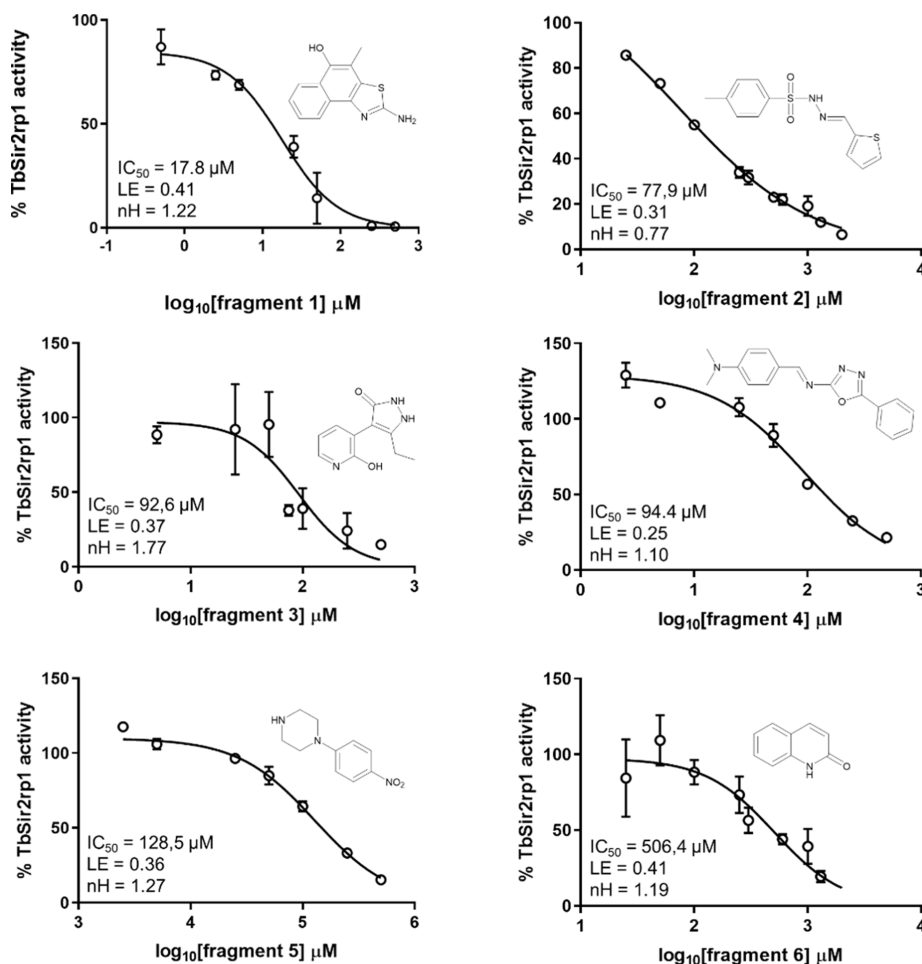 % TbSir2rp1 activity
100
50
0
-1
0
1
2
3
HO
S
N
NH₂
IC₅₀ = 17.8 µM
LE = 0.41
nH = 1.22
log₁₀[fragment 1] µM
% TbSir2rp1 activity
100
80
60
40
20
0
1
2
3
4
O
S
NH
O
N
S
IC₅₀ = 77,9 µM
LE = 0.31
nH = 0.77
log₁₀[fragment 2] µM
% TbSir2rp1 activity
150
100
50
0
0
1
2
3
O
NH
NH
N
OH
IC₅₀ = 92,6 µM
LE = 0.37
nH = 1.77
log₁₀[fragment 3] µM
% TbSir2rp1 activity
150
100
50
0
0
1
2
3
N
N
N
N
O
IC₅₀ = 94.4 µM
LE = 0.25
nH = 1.10
log₁₀[fragment 4] µM
% TbSir2rp1 activity
150
100
50
0
3
4
5
6
HN
N
NO₂
IC₅₀ = 128,5 µM
LE = 0.36
nH = 1.27
log₁₀[fragment 5] µM
% TbSir2rp1 activity
150
100
50
0
1
2
3
4
N
H
O
IC₅₀ = 506,4 µM
LE = 0.41
nH = 1.19
log₁₀[fragment 6] µM